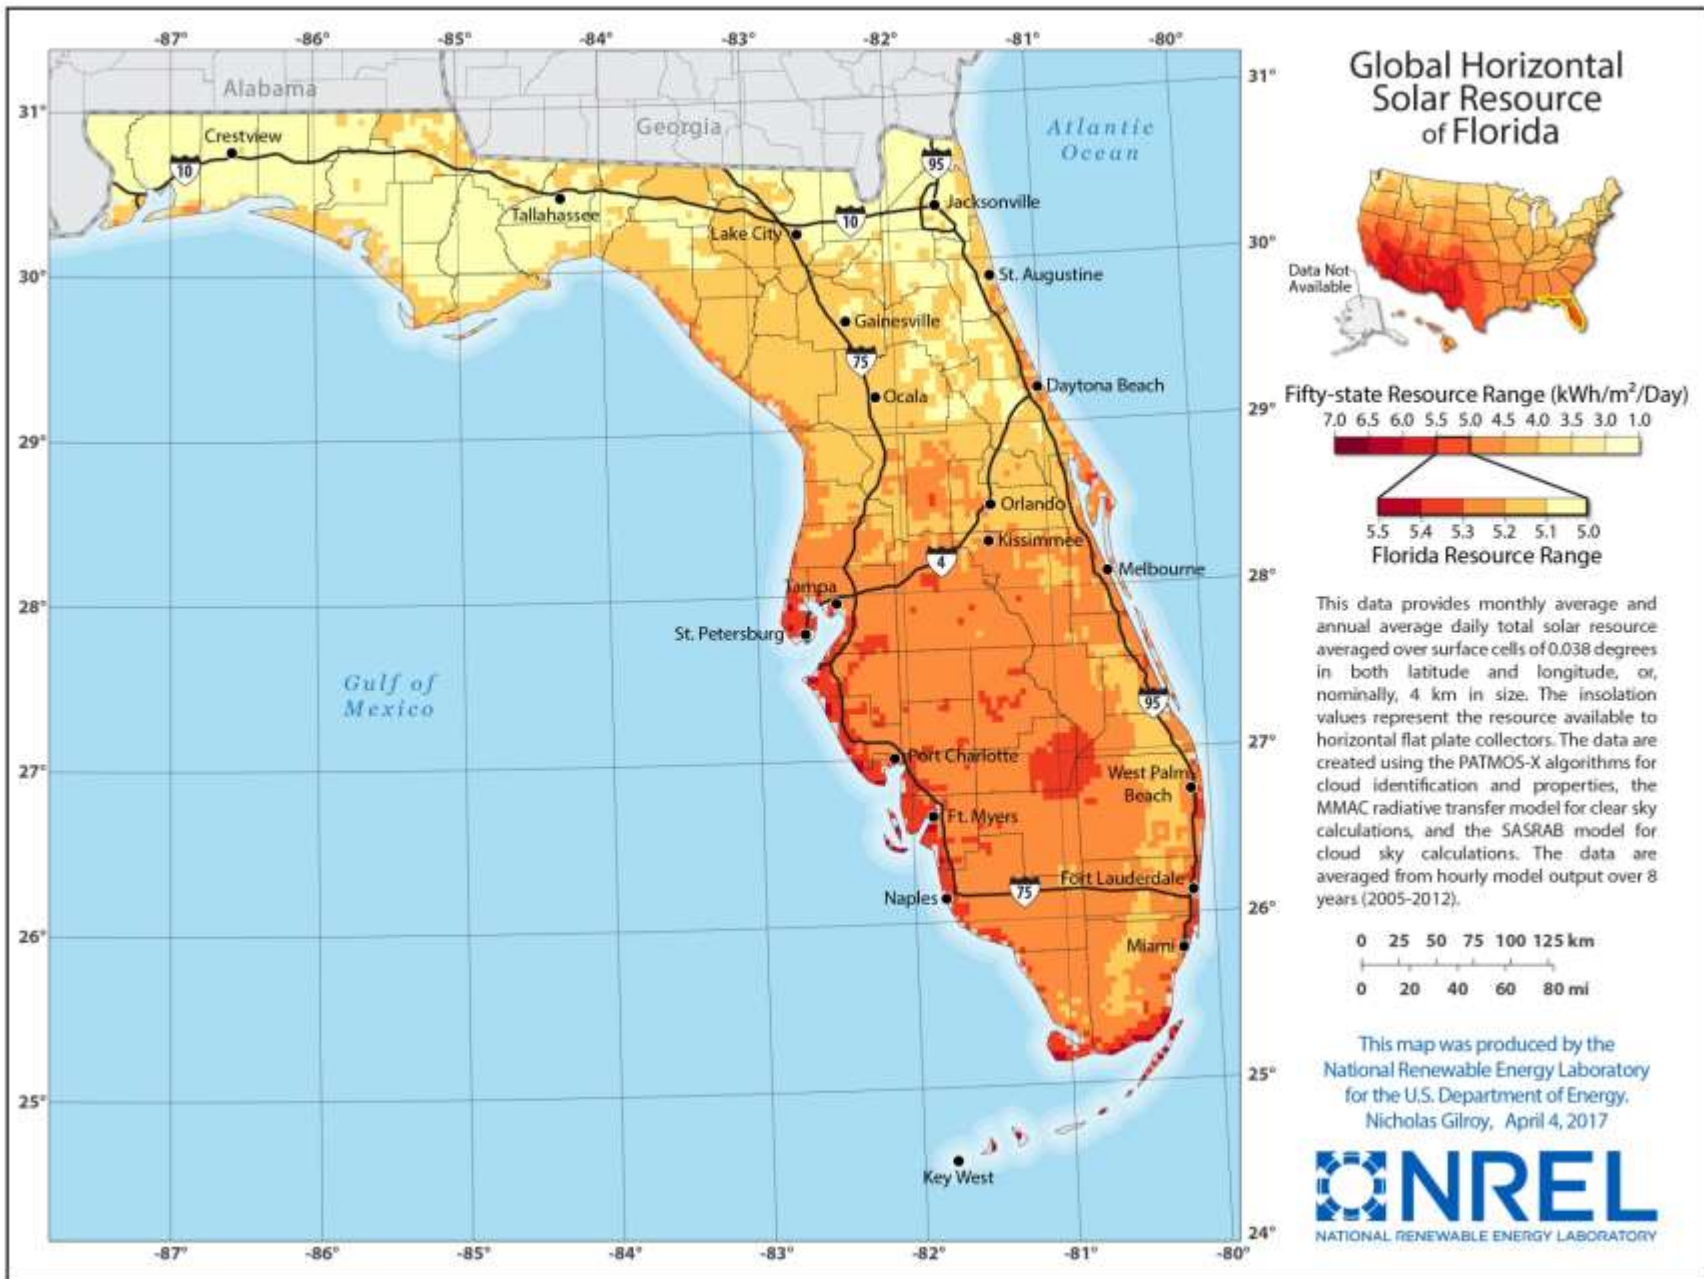 -87° -86° -85° -84° -83° -82° -81° -80°
Alabama
Georgia
Atlantic
Ocean
31°
31°
Crestview
10
95
Jacksonville
Tallahassee
10
Lake City
30°
30°
St. Augustine
Gainesville
75
Daytona Beach
Ocala
29°
29°
Orlando
Kissimmee
4
Melbourne
28°
28°
Tampa
St. Petersburg
Gulf of
Mexico
95
27°
27°
Port Charlotte
West Palm
Beach
Ft. Myers
Fort Lauderdale
75
Naples
26°
26°
Miami
25°
25°
Key West
24°
-87° -86° -85° -84° -83° -82° -81° -80°
Global Horizontal
Solar Resource
of Florida
Data Not
Available
Fifty-state Resource Range (kWh/m²/Day)
7.0 6.5 6.0 5.5 5.0 4.5 4.0 3.5 3.0 1.0
5.5 5.4 5.3 5.2 5.1 5.0
Florida Resource Range
This data provides monthly average and
annual average daily total solar resource
averaged over surface cells of 0.038 degrees
in both latitude and longitude, or,
nominally, 4 km in size. The insolation
values represent the resource available to
horizontal flat plate collectors. The data are
created using the PATMOS-X algorithms for
cloud identification and properties, the
MMAC radiative transfer model for clear sky
calculations, and the SASRAB model for
cloud sky calculations. The data are
averaged from hourly model output over 8
years (2005-2012).
0 25 50 75 100 125 km
0 20 40 60 80 mi
This map was produced by the
National Renewable Energy Laboratory
for the U.S. Department of Energy.
Nicholas Gilroy, April 4, 2017
NREL
NATIONAL RENEWABLE ENERGY LABORATORY